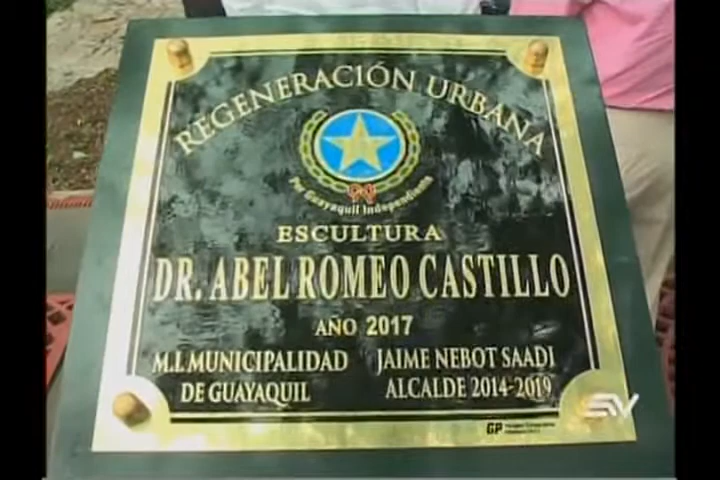 REGENERACIÓN URBANA
Por Guayaquil Independiente
ESCULTURA
DR. ABEL ROMEO CASTILLO
AÑO 2017
M.I. MUNICIPALIDAD
DE GUAYAQUIL
JAIME NEBOT SAADI
ALCALDE 2014-2019
GP